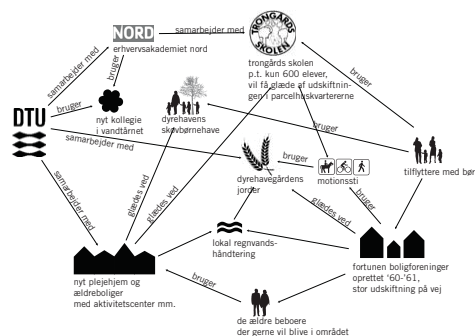 NORD
erhvervsakademiet nord
samarbejder med
TRONGÅRDS
SKOLEN
trongårds skolen
p.t. kun 600 elever,
vil få glæde af udskiftnin-
gen i parcelhuskvartererne
samarbejder med
bruger
bruger
bruger
DTU
nyt kollegie
i vandtårnet
dyrehavens
skovbørnehave
bruger
samarbejder med
tilflyttere med bør
dyrehavegårdens
jorder
bruger
motionssti
samarbejder med
glædes ved
glædes ved
glædes ved
bruger
lokal regnvands-
håndtering
nyt plejehjem og
ældreboliger
med aktivitetscenter mm.
fortunen boligforeninger
oprettet '60-'61,
stor udskiftning på vej
bruger
de ældre beboere
der gerne vil blive i området